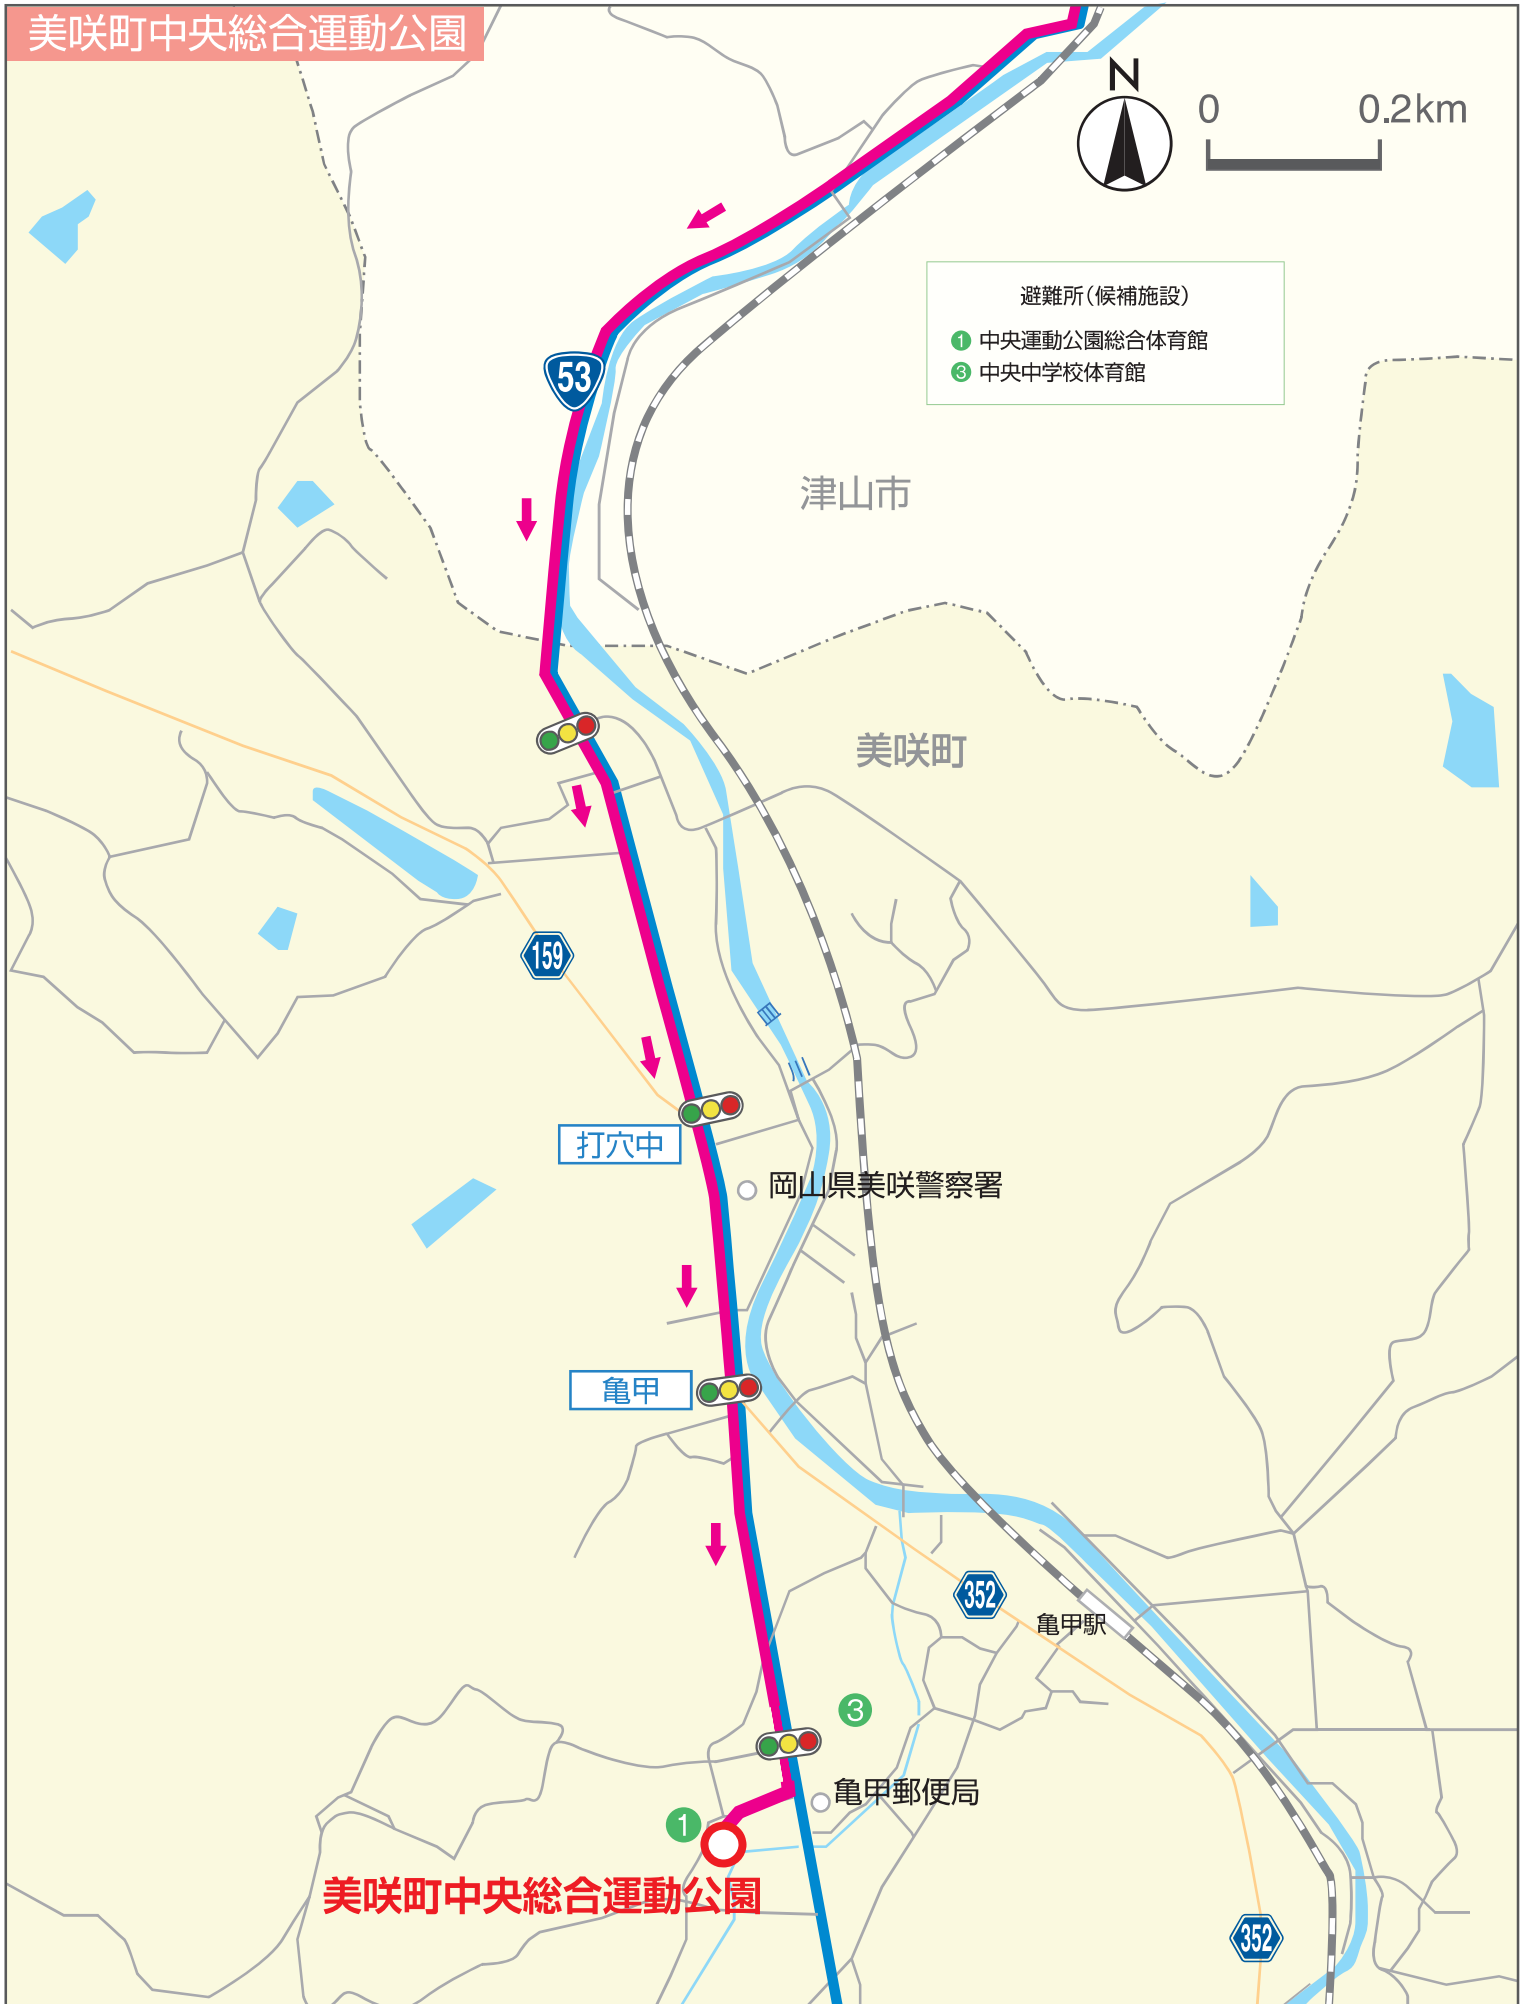 美咲町中央総合運動公園
N
0 0.2km
避難所(候補施設)
1 中央運動公園総合体育館
3 中央中学校体育館
53
津山市
美咲町
159
皿川
打穴中
岡山県美咲警察署
亀甲
352
亀甲駅
3
亀甲郵便局
1
美咲町中央総合運動公園
352